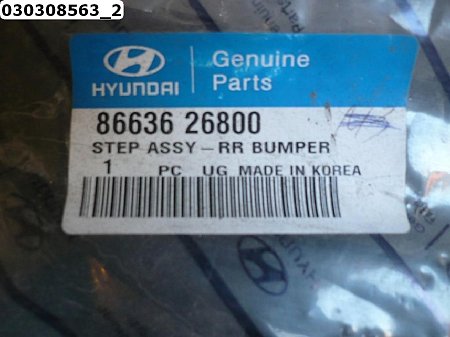 030308563_2
HYUNDAI
Genuine
Parts
86636 26800
STEP ASSY-RR BUMPER
1 PC UG MADE IN KOREA